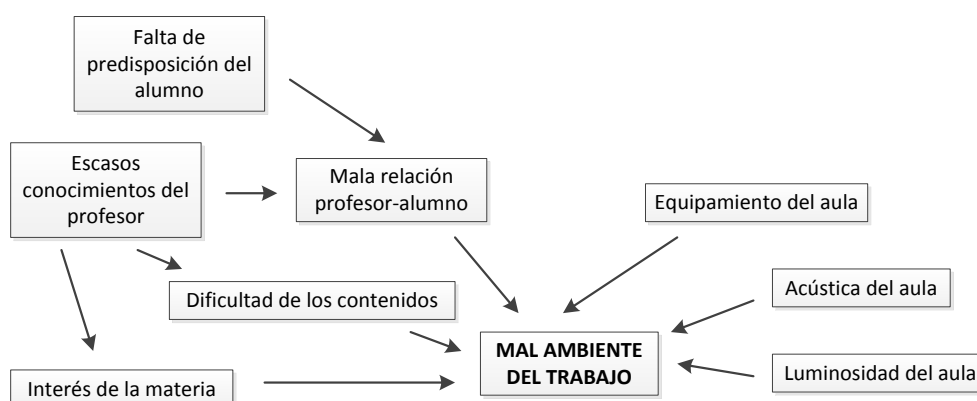 Falta de
predisposición del
alumno
Escasos
conocimientos del
profesor
Mala relación
profesor-alumno
Equipamiento del aula
Dificultad de los contenidos
Acústica del aula
MAL AMBIENTE
DEL TRABAJO
Interés de la materia
Luminosidad del aula